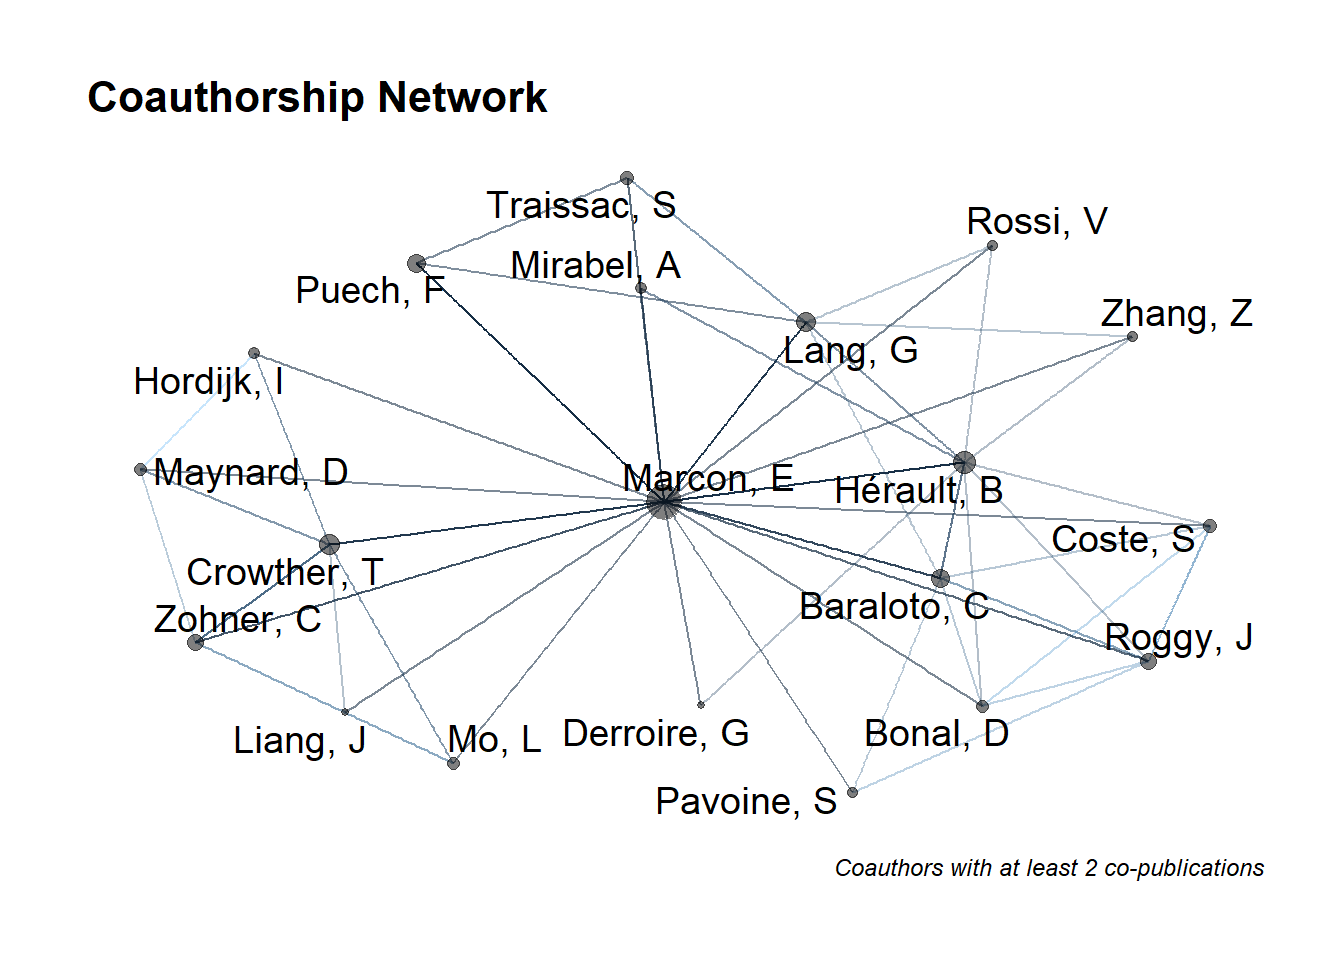 Coauthorship Network
Traissac, S
Rossi, V
Mirabel, A
Puech, F
Zhang, Z
Lang, G
Hordijk, I
Maynard, D
Marcon, E
Hérault, B
Coste, S
Crowther, T
Baraloto, C
Zohner, C
Roggy, J
Liang, J
Mo, L
Derroire, G
Bonal, D
Pavoine, S
Coauthors with at least 2 co-publications